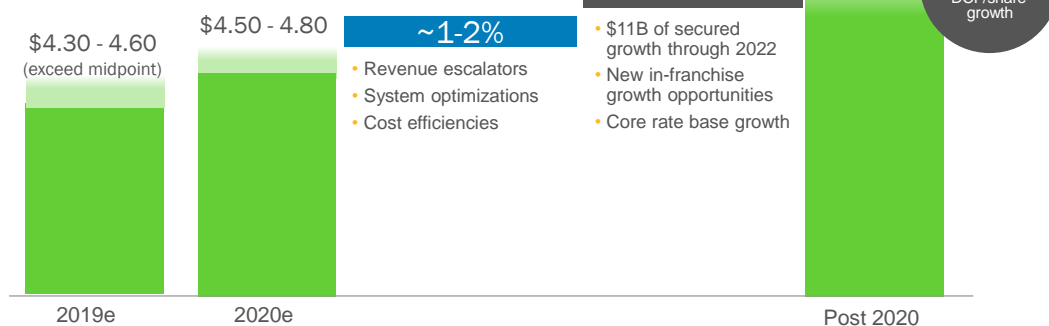 $4.30 - 4.60
(exceed midpoint)
$4.50 - 4.80
~1-2%
• Revenue escalators
• System optimizations
• Cost efficiencies
• $11B of secured
growth through 2022
• New in-franchise
growth opportunities
• Core rate base growth
DCF/share
growth
2019e
2020e
Post 2020